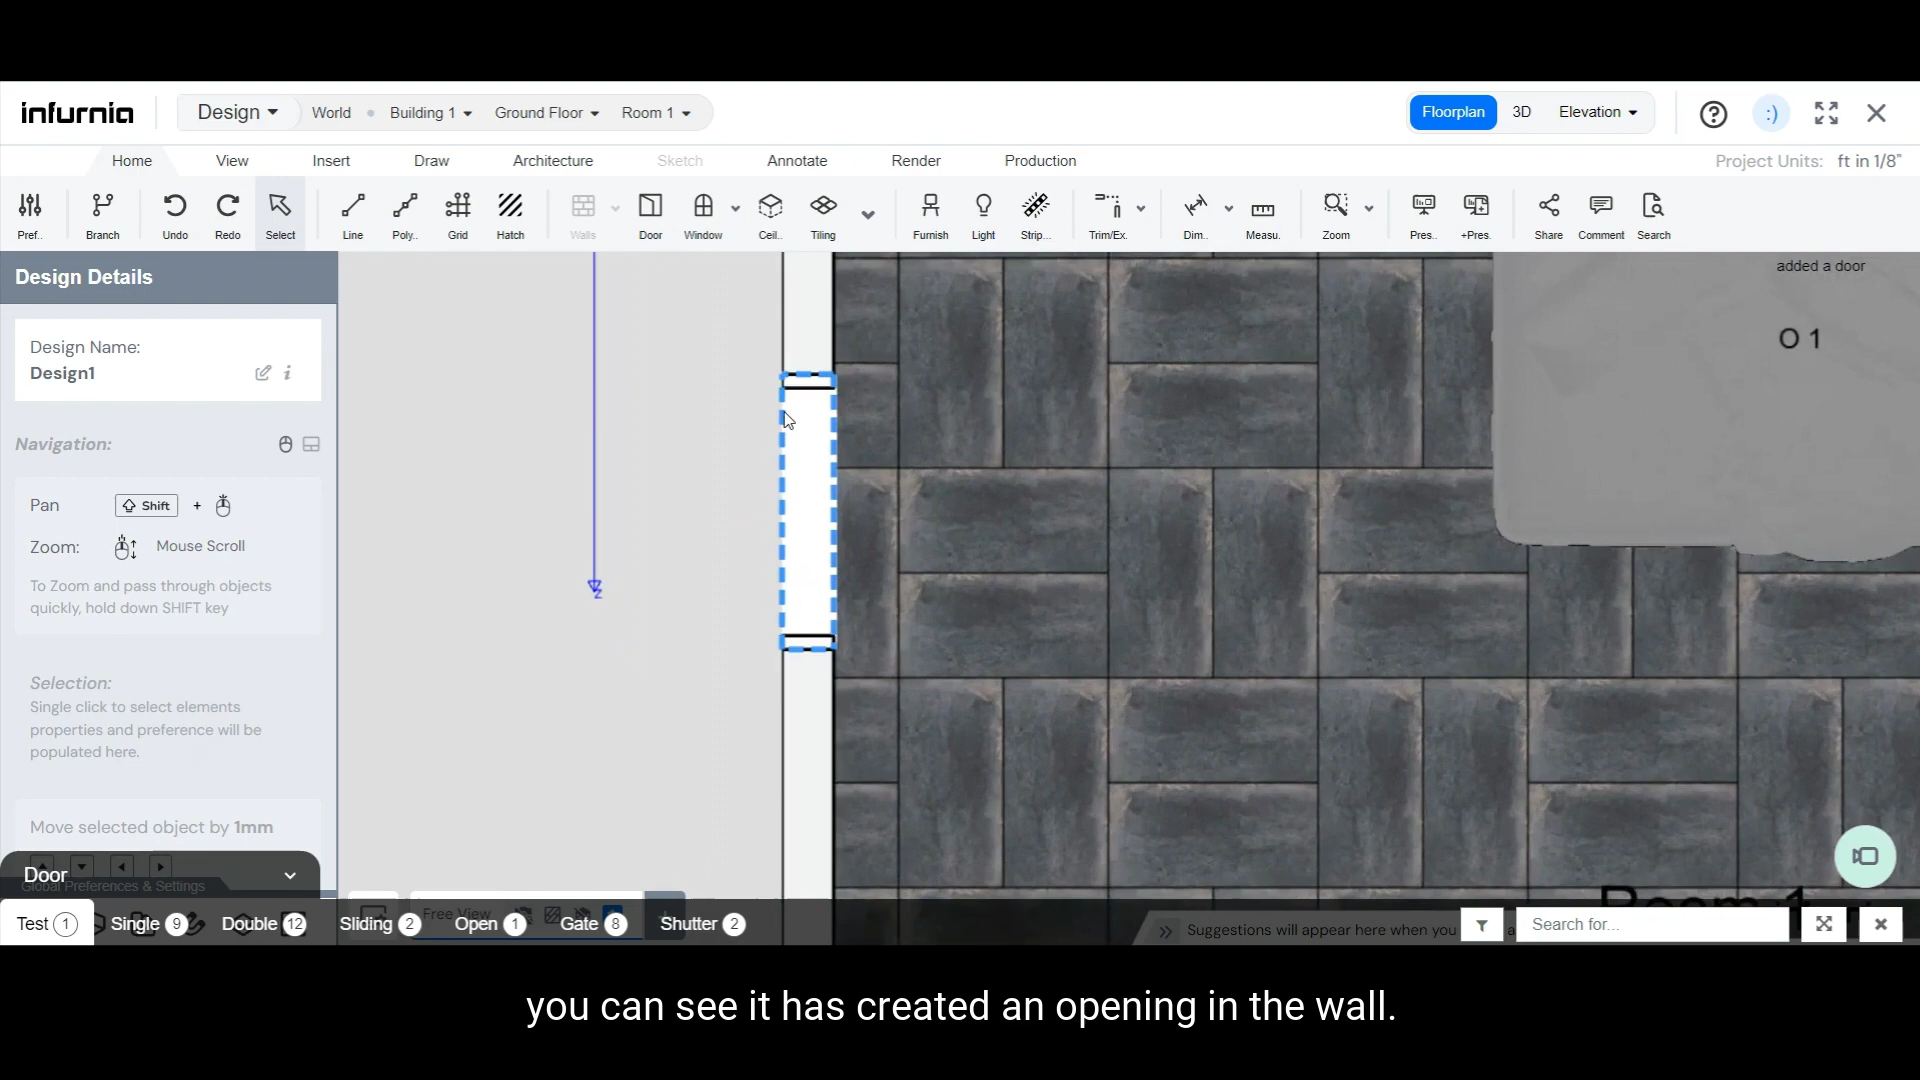 infurnia
Design
World
Building 1
Ground Floor
Room 1
Floorplan
3D
Elevation
:)
Home
View
Insert
Draw
Architecture
Sketch
Annotate
Render
Production
Project Units: ft in 1/8"
Pref..
Branch
Undo
Redo
Select
Line
Poly..
Grid
Hatch
Walls
Door
Window
Ceil..
Tiling
Furnish
Light
Strip...
Trim/Ex.
Dim..
Measu.
Zoom
Pres..
+Pres.
Share
Comment
Search
Design Details
Design Name:
Design1
Navigation:
Pan
Shift
+
Zoom:
Mouse Scroll
To Zoom and pass through objects
quickly, hold down SHIFT key
Selection:
Single click to select elements
properties and preference will be
populated here.
Move selected object by 1mm
Door
Global Preferences & Settings
added a door
O 1
Z
Room 1
Free View
Test 1
Single 9
Double 12
Sliding 2
Open 1
Gate 8
Shutter 2
Suggestions will appear here when you
Search for...
you can see it has created an opening in the wall.